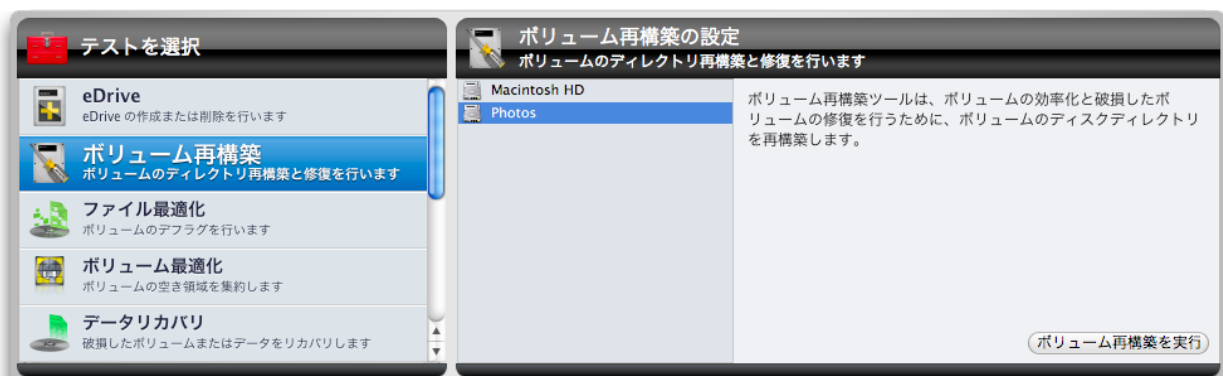 テストを選択
eDrive
eDrive の作成または削除を行います
ボリューム再構築
ボリュームのディレクトリ再構築と修復を行います
ファイル最適化
ボリュームのデフラグを行います
ボリューム最適化
ボリュームの空き領域を集約します
データリカバリ
破損したボリュームまたはデータをリカバリします
ボリューム再構築の設定
ボリュームのディレクトリ再構築と修復を行います
Macintosh HD
Photos
ボリューム再構築ツールは、ボリュームの効率化と破損したボ
リュームの修復を行うために、ボリュームのディスクディレクトリ
を再構築します。
ボリューム再構築を実行